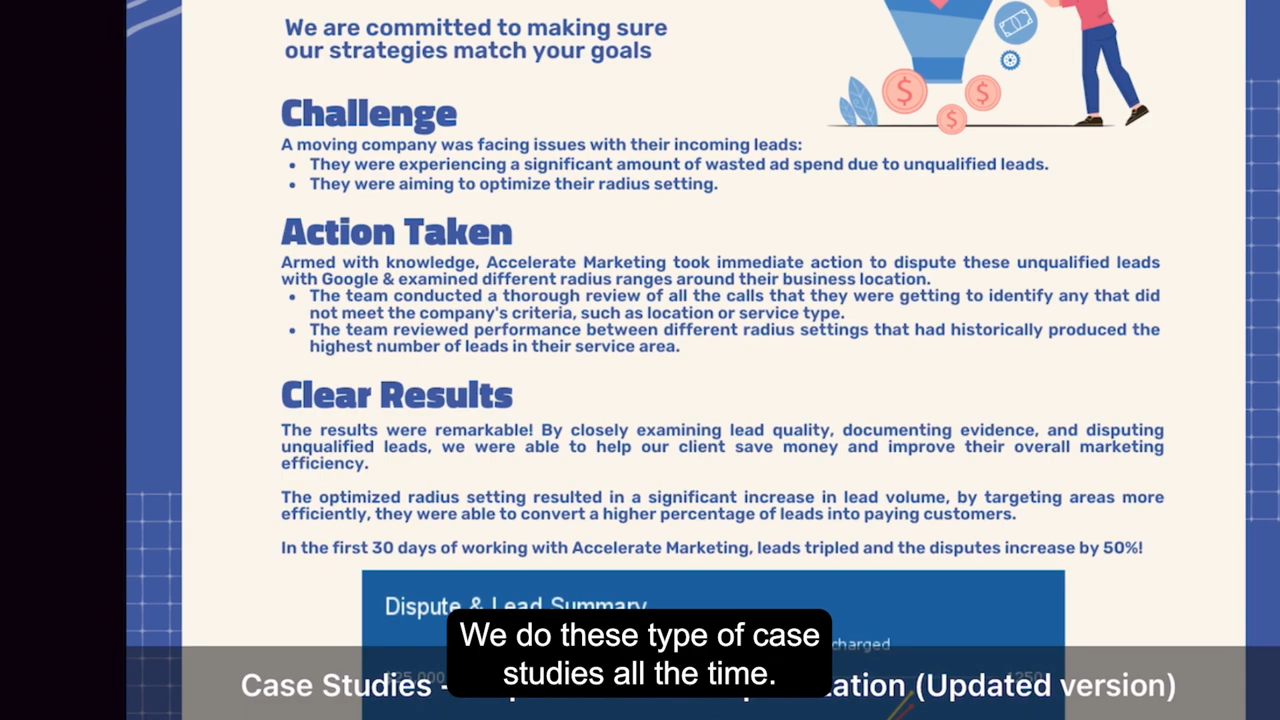 We are committed to making sure
our strategies match your goals
Challenge
A moving company was facing issues with their incoming leads:
• They were experiencing a significant amount of wasted ad spend due to unqualified leads.
• They were aiming to optimize their radius setting.
Action Taken
Armed with knowledge, Accelerate Marketing took immediate action to dispute these unqualified leads
with Google & examined different radius ranges around their business location.
• The team conducted a thorough review of all the calls that they were getting to identify any that did
not meet the company's criteria, such as location or service type.
• The team reviewed performance between different radius settings that had historically produced the
highest number of leads in their service area.
Clear Results
The results were remarkable! By closely examining lead quality, documenting evidence, and disputing
unqualified leads, we were able to help our client save money and improve their overall marketing
efficiency.
The optimized radius setting resulted in a significant increase in lead volume, by targeting areas more
efficiently, they were able to convert a higher percentage of leads into paying customers.
In the first 30 days of working with Accelerate Marketing, leads tripled and the disputes increase by 50%!
Dispute & Lead Summary
charged
We do these type of case
studies all the time.
Case Studies - (Updated version)